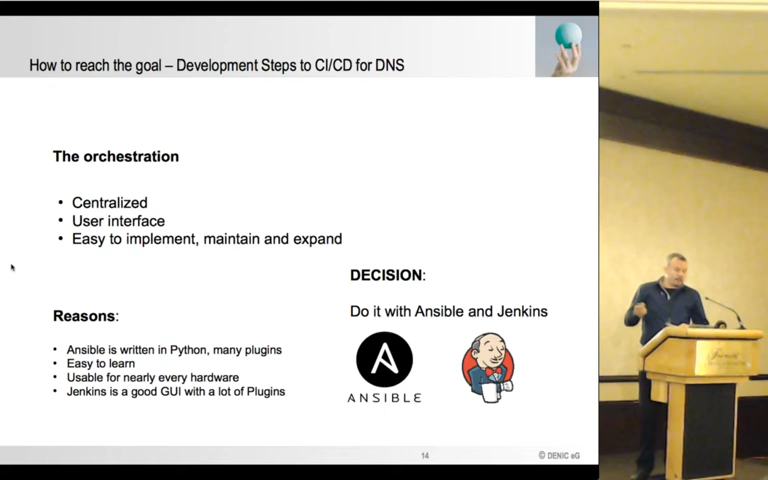 How to reach the goal – Development Steps to CI/CD for DNS
The orchestration
• Centralized
• User interface
• Easy to implement, maintain and expand
DECISION:
Do it with Ansible and Jenkins
Reasons:
• Ansible is written in Python, many plugins
• Easy to learn
• Usable for nearly every hardware
• Jenkins is a good GUI with a lot of Plugins
ANSIBLE
14
© DENIC eG